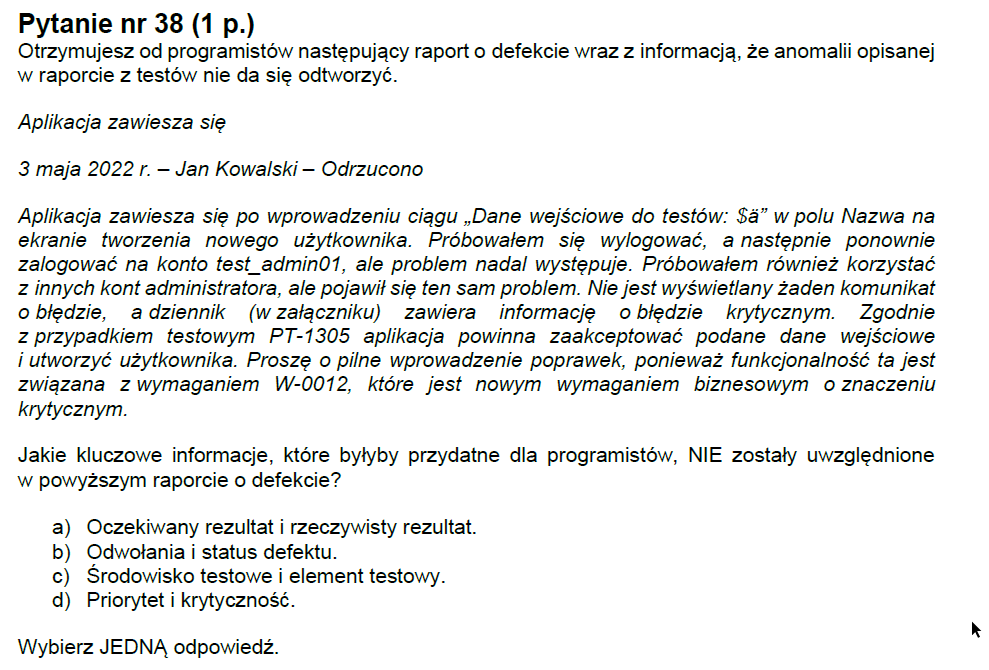 Pytanie nr 38 (1 p.)
Otrzymujesz od programistów następujący raport o defekcie wraz z informacją, że anomalii opisanej
w raporcie z testów nie da się odtworzyć.
Aplikacja zawiesza się
3 maja 2022 r. – Jan Kowalski – Odrzucono
Aplikacja zawiesza się po wprowadzeniu ciągu „Dane wejściowe do testów: $ä” w polu Nazwa na
ekranie tworzenia nowego użytkownika. Próbowałem się wylogować, a następnie ponownie
zalogować na konto test_admin01, ale problem nadal występuje. Próbowałem również korzystać
z innych kont administratora, ale pojawił się ten sam problem. Nie jest wyświetlany żaden komunikat
o błędzie, a dziennik (w załączniku) zawiera informację o błędzie krytycznym. Zgodnie
z przypadkiem testowym PT-1305 aplikacja powinna zaakceptować podane dane wejściowe
i utworzyć użytkownika. Proszę o pilne wprowadzenie poprawek, ponieważ funkcjonalność ta jest
związana z wymaganiem W-0012, które jest nowym wymaganiem biznesowym o znaczeniu
krytycznym.
Jakie kluczowe informacje, które byłyby przydatne dla programistów, NIE zostały uwzględnione
w powyższym raporcie o defekcie?
a) Oczekiwany rezultat i rzeczywisty rezultat.
b) Odwołania i status defektu.
c) Środowisko testowe i element testowy.
d) Priorytet i krytyczność.
Wybierz JEDNĄ odpowiedź.